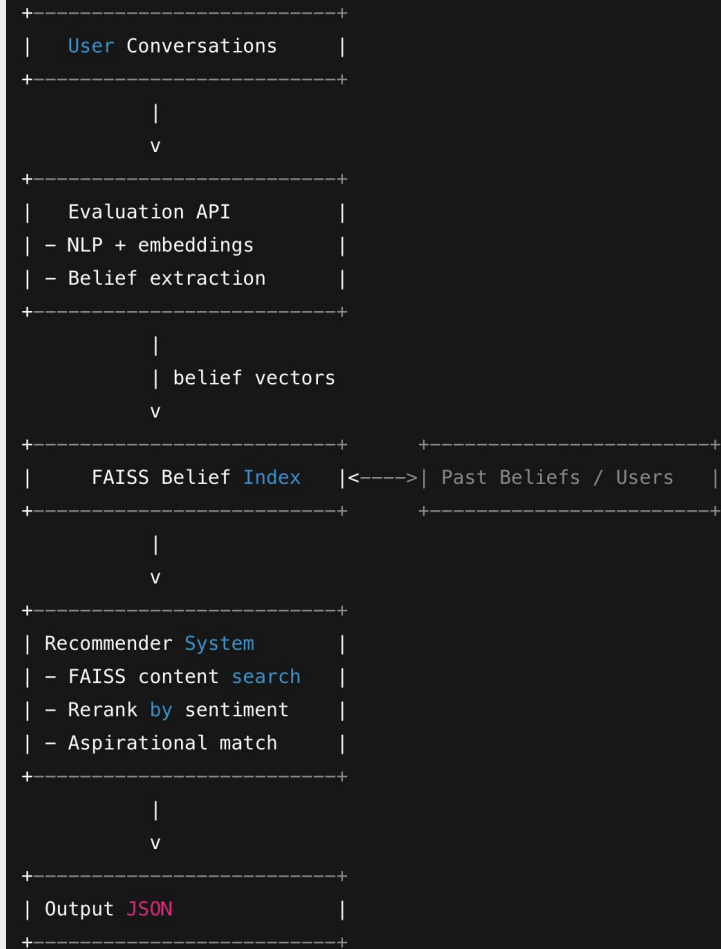 +--------------------------+
|   User Conversations     |
+--------------------------+
           |
           v
+--------------------------+
|   Evaluation API         |
| - NLP + embeddings       |
| - Belief extraction      |
+--------------------------+
           |
           | belief vectors
           v
+--------------------------+      +------------------------+
|     FAISS Belief Index   |<---->| Past Beliefs / Users   |
+--------------------------+      +------------------------+
           |
           v
+--------------------------+
| Recommender System       |
| - FAISS content search   |
| - Rerank by sentiment    |
| - Aspirational match     |
+--------------------------+
           |
           v
+--------------------------+
| Output JSON              |
+--------------------------+